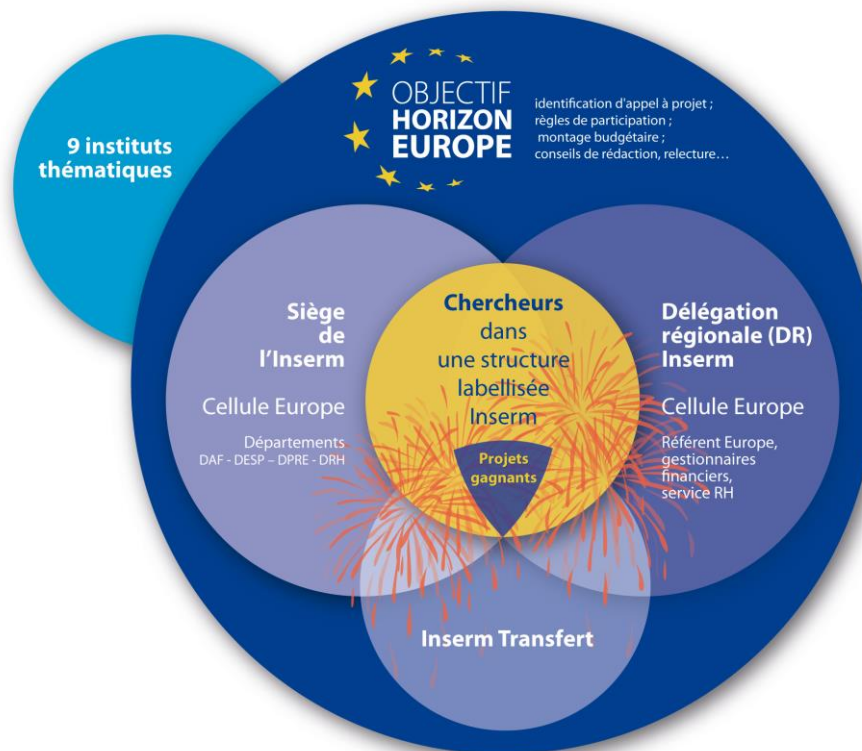 9 instituts
thématiques
OBJECTIF
HORIZON
EUROPE
identification d'appel à projet ;
règles de participation ;
montage budgétaire ;
conseils de rédaction, relecture…
Siège
de
l'Inserm
Cellule Europe
Départements
DAF - DESP – DPRE - DRH
Chercheurs
dans
une structure
labellisée
Inserm
Projets
gagnants
Délégation
régionale (DR)
Inserm
Cellule Europe
Référent Europe,
gestionnaires
financiers,
service RH
Inserm Transfert